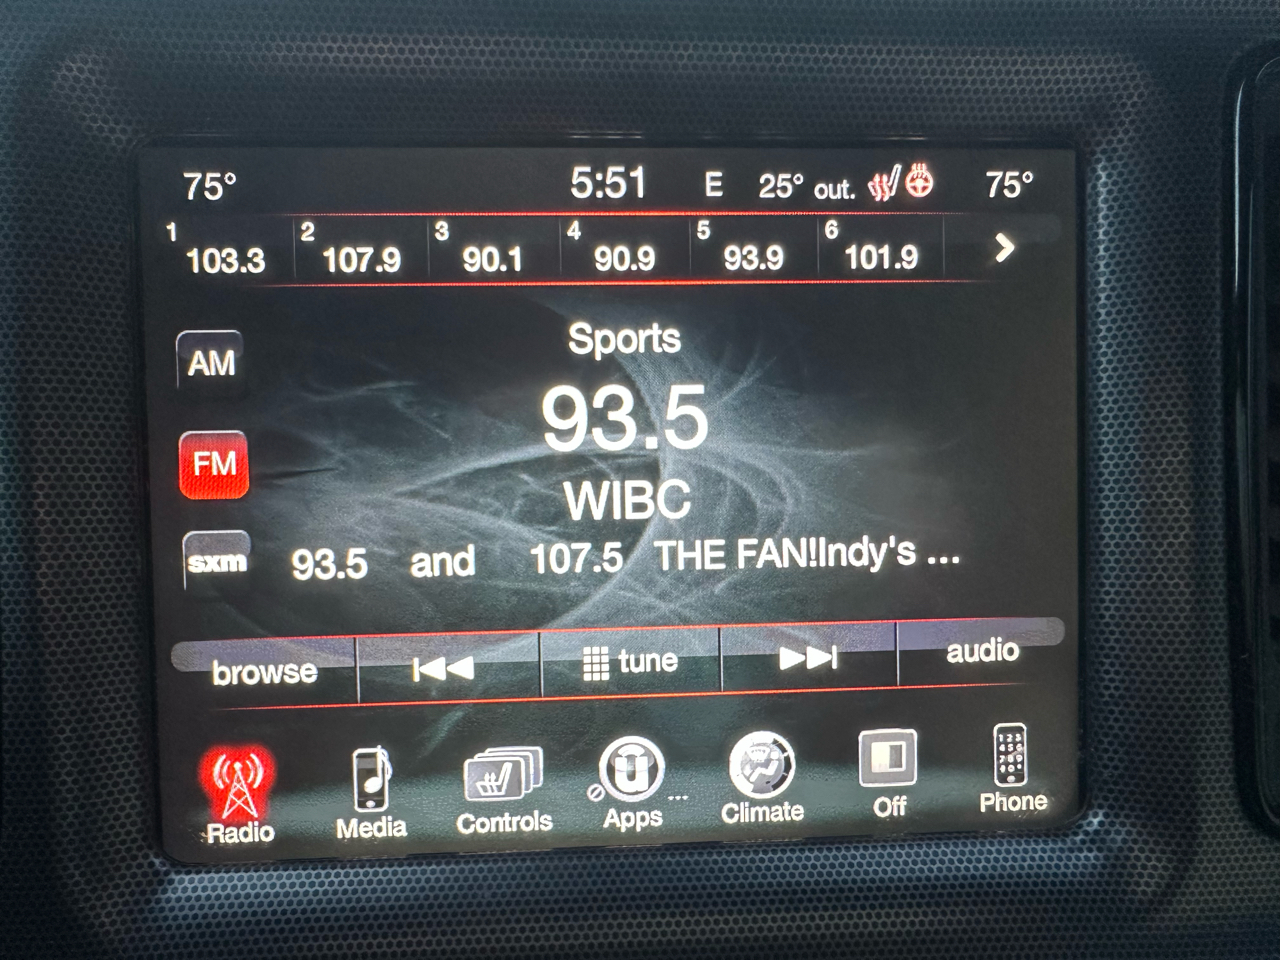 75° 5:51 E 25° out. 75°
1 103.3 2 107.9 3 90.1 4 90.9 5 93.9 6 101.9
Sports
AM
93.5
FM
WIBC
sxm
93.5 and 107.5 THE FAN!Indy's ...
browse tune audio
Radio Media Controls Apps ... Climate Off Phone